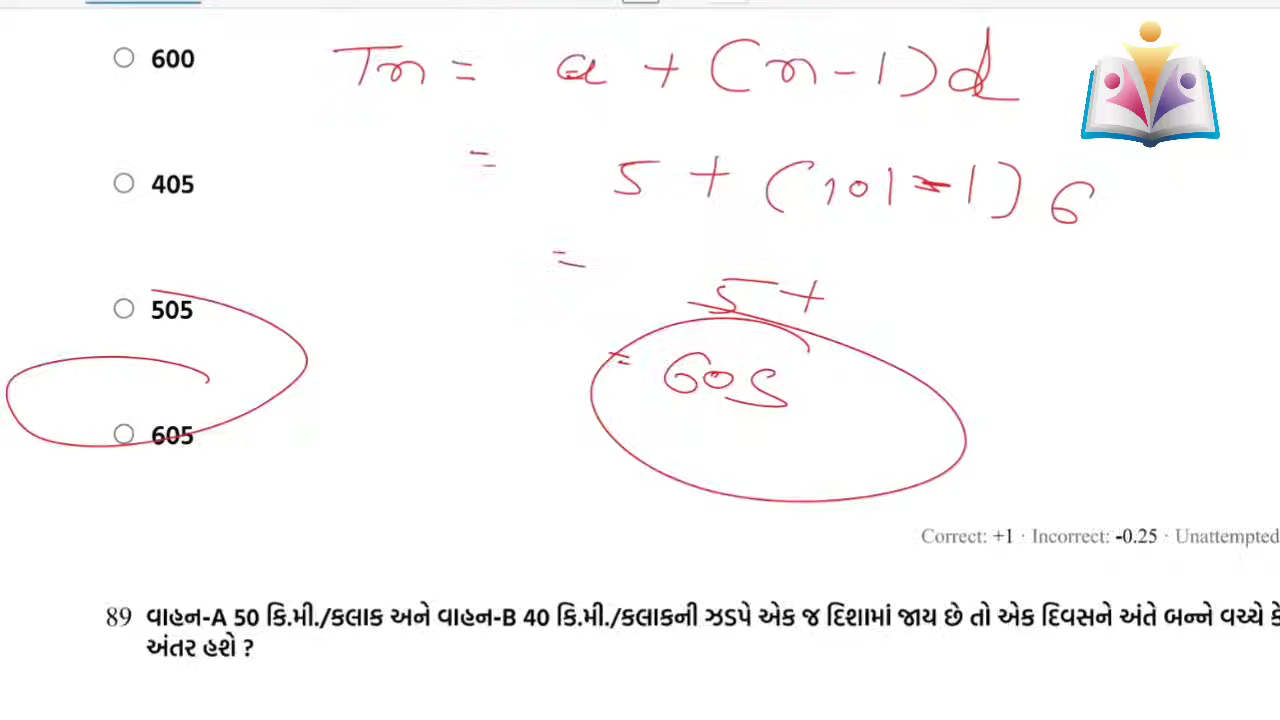 600
Tn = a + (n-1)d
=
405
5 + (101-1) 6
=
505
5+
= 605
605
Correct: +1 · Incorrect: -0.25 · Unattempted
89 વાહન-A 50 કિ.મી./કલાક અને વાહન-B 40 કિ.મી./કલાકની ઝડપે એક જ દિશામાં જાય છે તો એક દિવસને અંતે બન્ને વચ્ચે
અંતર હશે ?